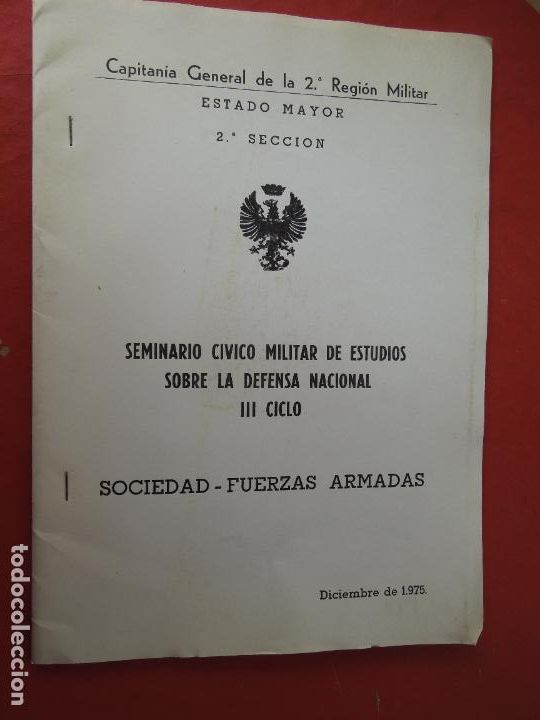 Capitanía General de la 2.ª Región Militar
ESTADO MAYOR
2.ª SECCION
SEMINARIO CIVICO MILITAR DE ESTUDIOS
SOBRE LA DEFENSA NACIONAL
III CICLO
SOCIEDAD - FUERZAS ARMADAS
Diciembre de 1.975.
todocoleccion